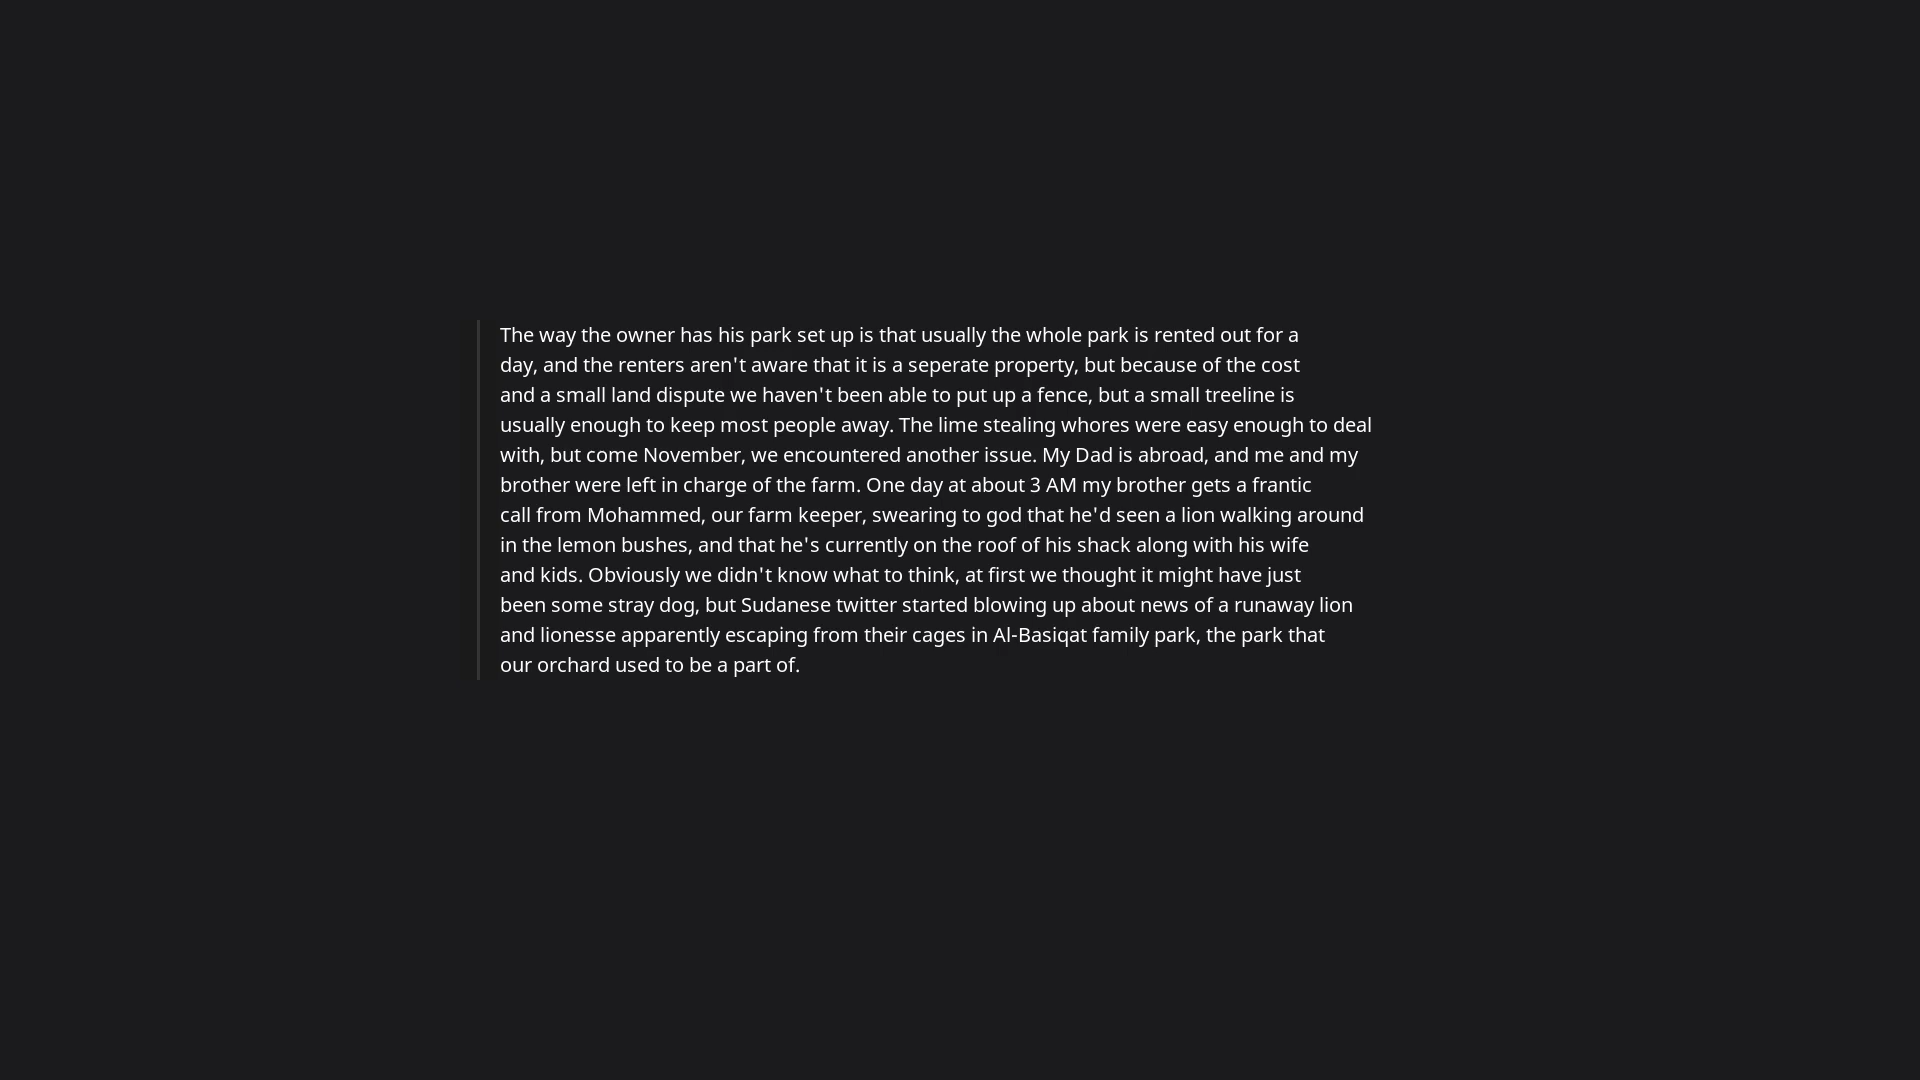 The way the owner has his park set up is that usually the whole park is rented out for a
day, and the renters aren't aware that it is a seperate property, but because of the cost
and a small land dispute we haven't been able to put up a fence, but a small treeline is
usually enough to keep most people away. The lime stealing whores were easy enough to deal
with, but come November, we encountered another issue. My Dad is abroad, and me and my
brother were left in charge of the farm. One day at about 3 AM my brother gets a frantic
call from Mohammed, our farm keeper, swearing to god that he'd seen a lion walking around
in the lemon bushes, and that he's currently on the roof of his shack along with his wife
and kids. Obviously we didn't know what to think, at first we thought it might have just
been some stray dog, but Sudanese twitter started blowing up about news of a runaway lion
and lionesse apparently escaping from their cages in Al-Basiqat family park, the park that
our orchard used to be a part of.